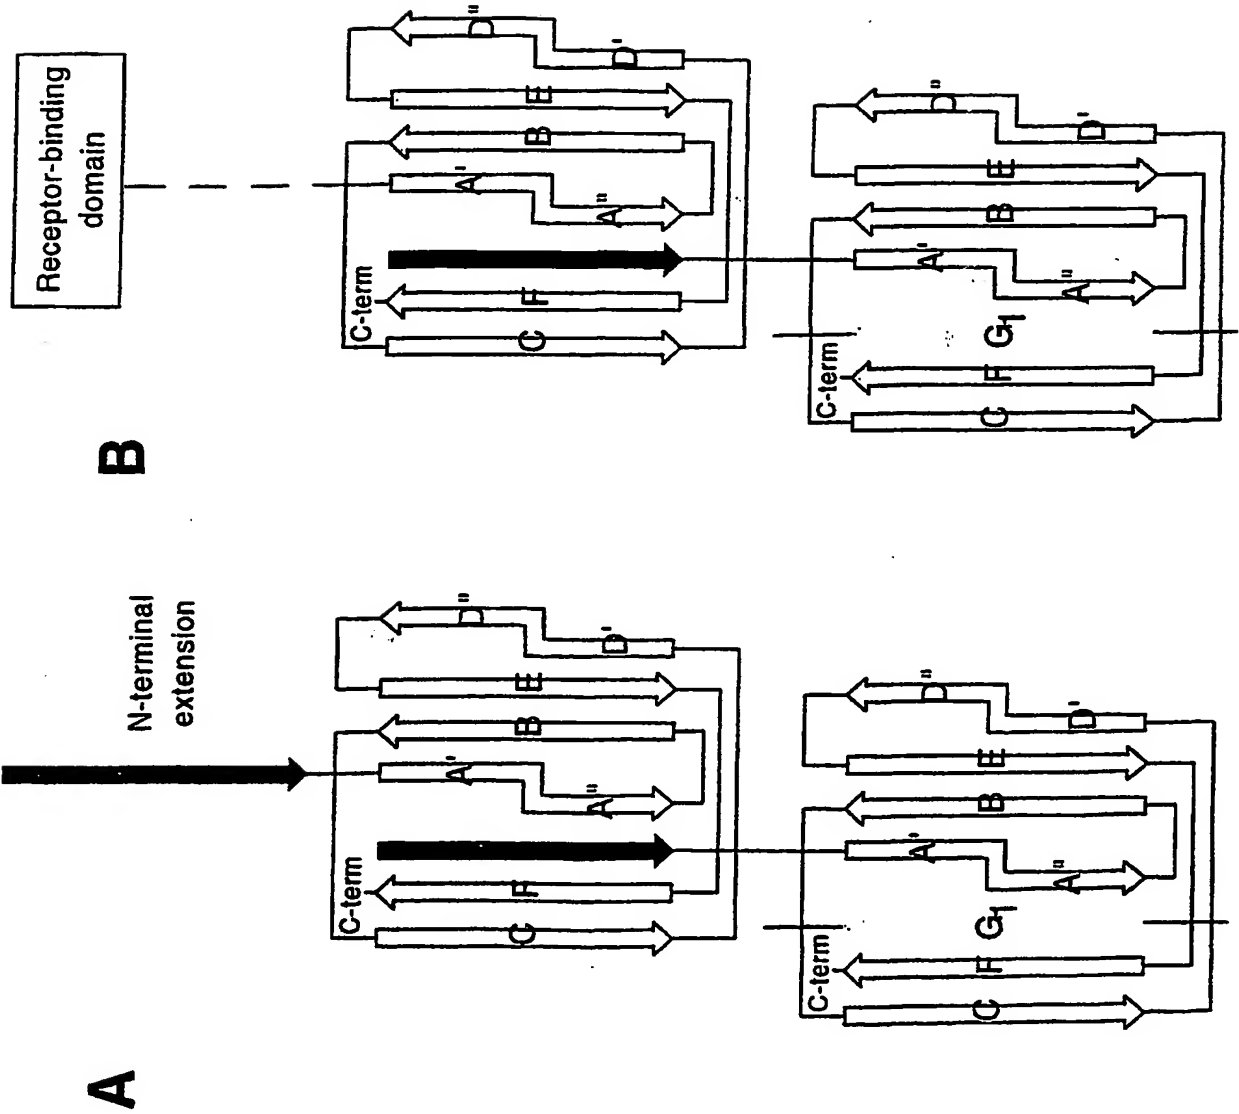 A
N-terminal
extension
C-term
C
F
A'
A"
B
E
D'
D"
C-term
C
F
G1
A'
A"
B
E
D'
D"
B
Receptor-binding
domain
C-term
C
F
A'
A"
B
E
D'
D"
C-term
C
F
G1
A'
A"
B
E
D'
D"